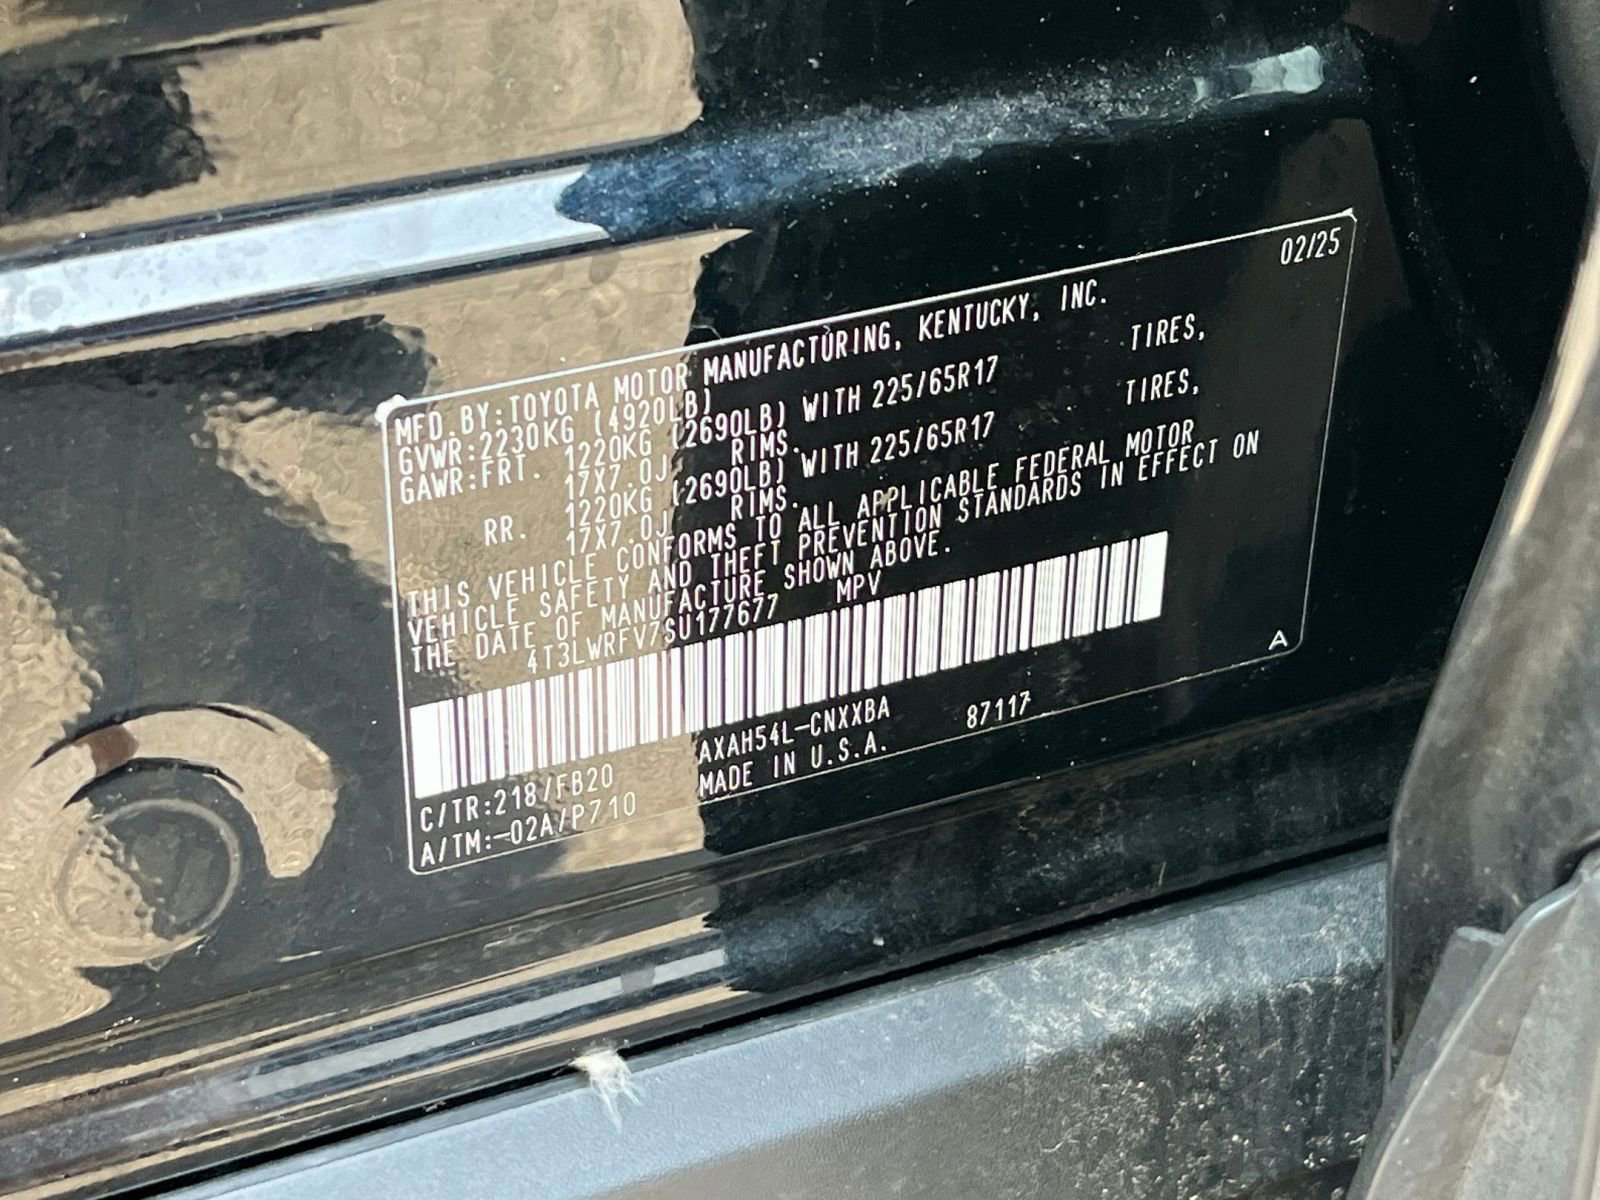 02/25
MFD.BY:TOYOTA MOTOR MANUFACTURING, KENTUCKY, INC.
GVWR:2230KG (4920LB)
GAWR:FRT. 1220KG (2690LB) WITH 225/65R17 TIRES,
17X7.0J RIMS.
RR. 1220KG (2690LB) WITH 225/65R17 TIRES,
17X7.0J RIMS.
THIS VEHICLE CONFORMS TO ALL APPLICABLE FEDERAL MOTOR
VEHICLE SAFETY AND THEFT PREVENTION STANDARDS IN EFFECT ON
THE DATE OF MANUFACTURE SHOWN ABOVE.
4T3LWRFV7SU177677 MPV
A
C/TR:218/FB20 AXAH54L-CNXXBA 87117
A/TM:-02A/P710 MADE IN U.S.A.